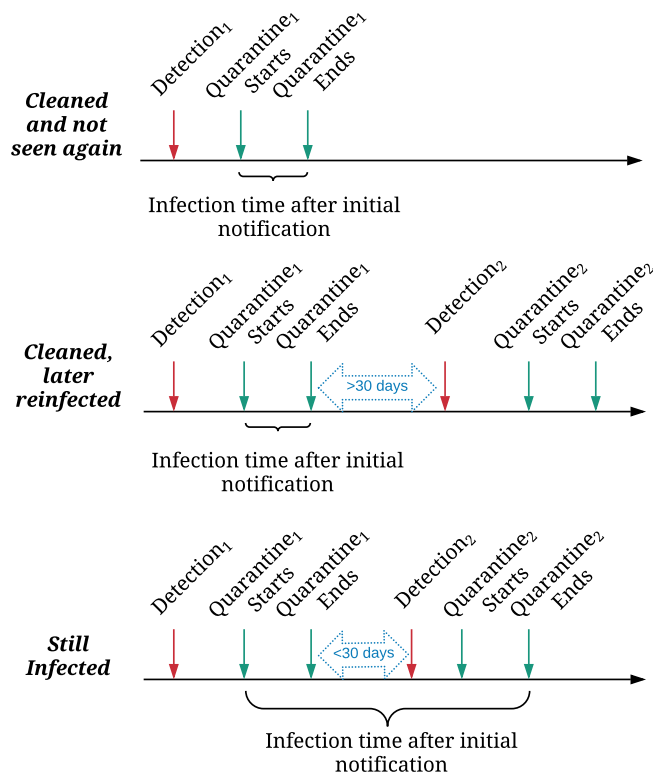 Detection₁
Quarantine₁
Starts
Quarantine₁
Ends
Cleaned
and not
seen again
Infection time after initial
notification
Detection₁
Quarantine₁
Starts
Quarantine₁
Ends
Detection₂
Quarantine₂
Starts
Quarantine₂
Ends
Cleaned,
later
reinfected
>30 days
Infection time after initial
notification
Detection₁
Quarantine₁
Starts
Quarantine₁
Ends
Detection₂
Quarantine₂
Starts
Quarantine₂
Ends
Still
Infected
<30 days
Infection time after initial
notification